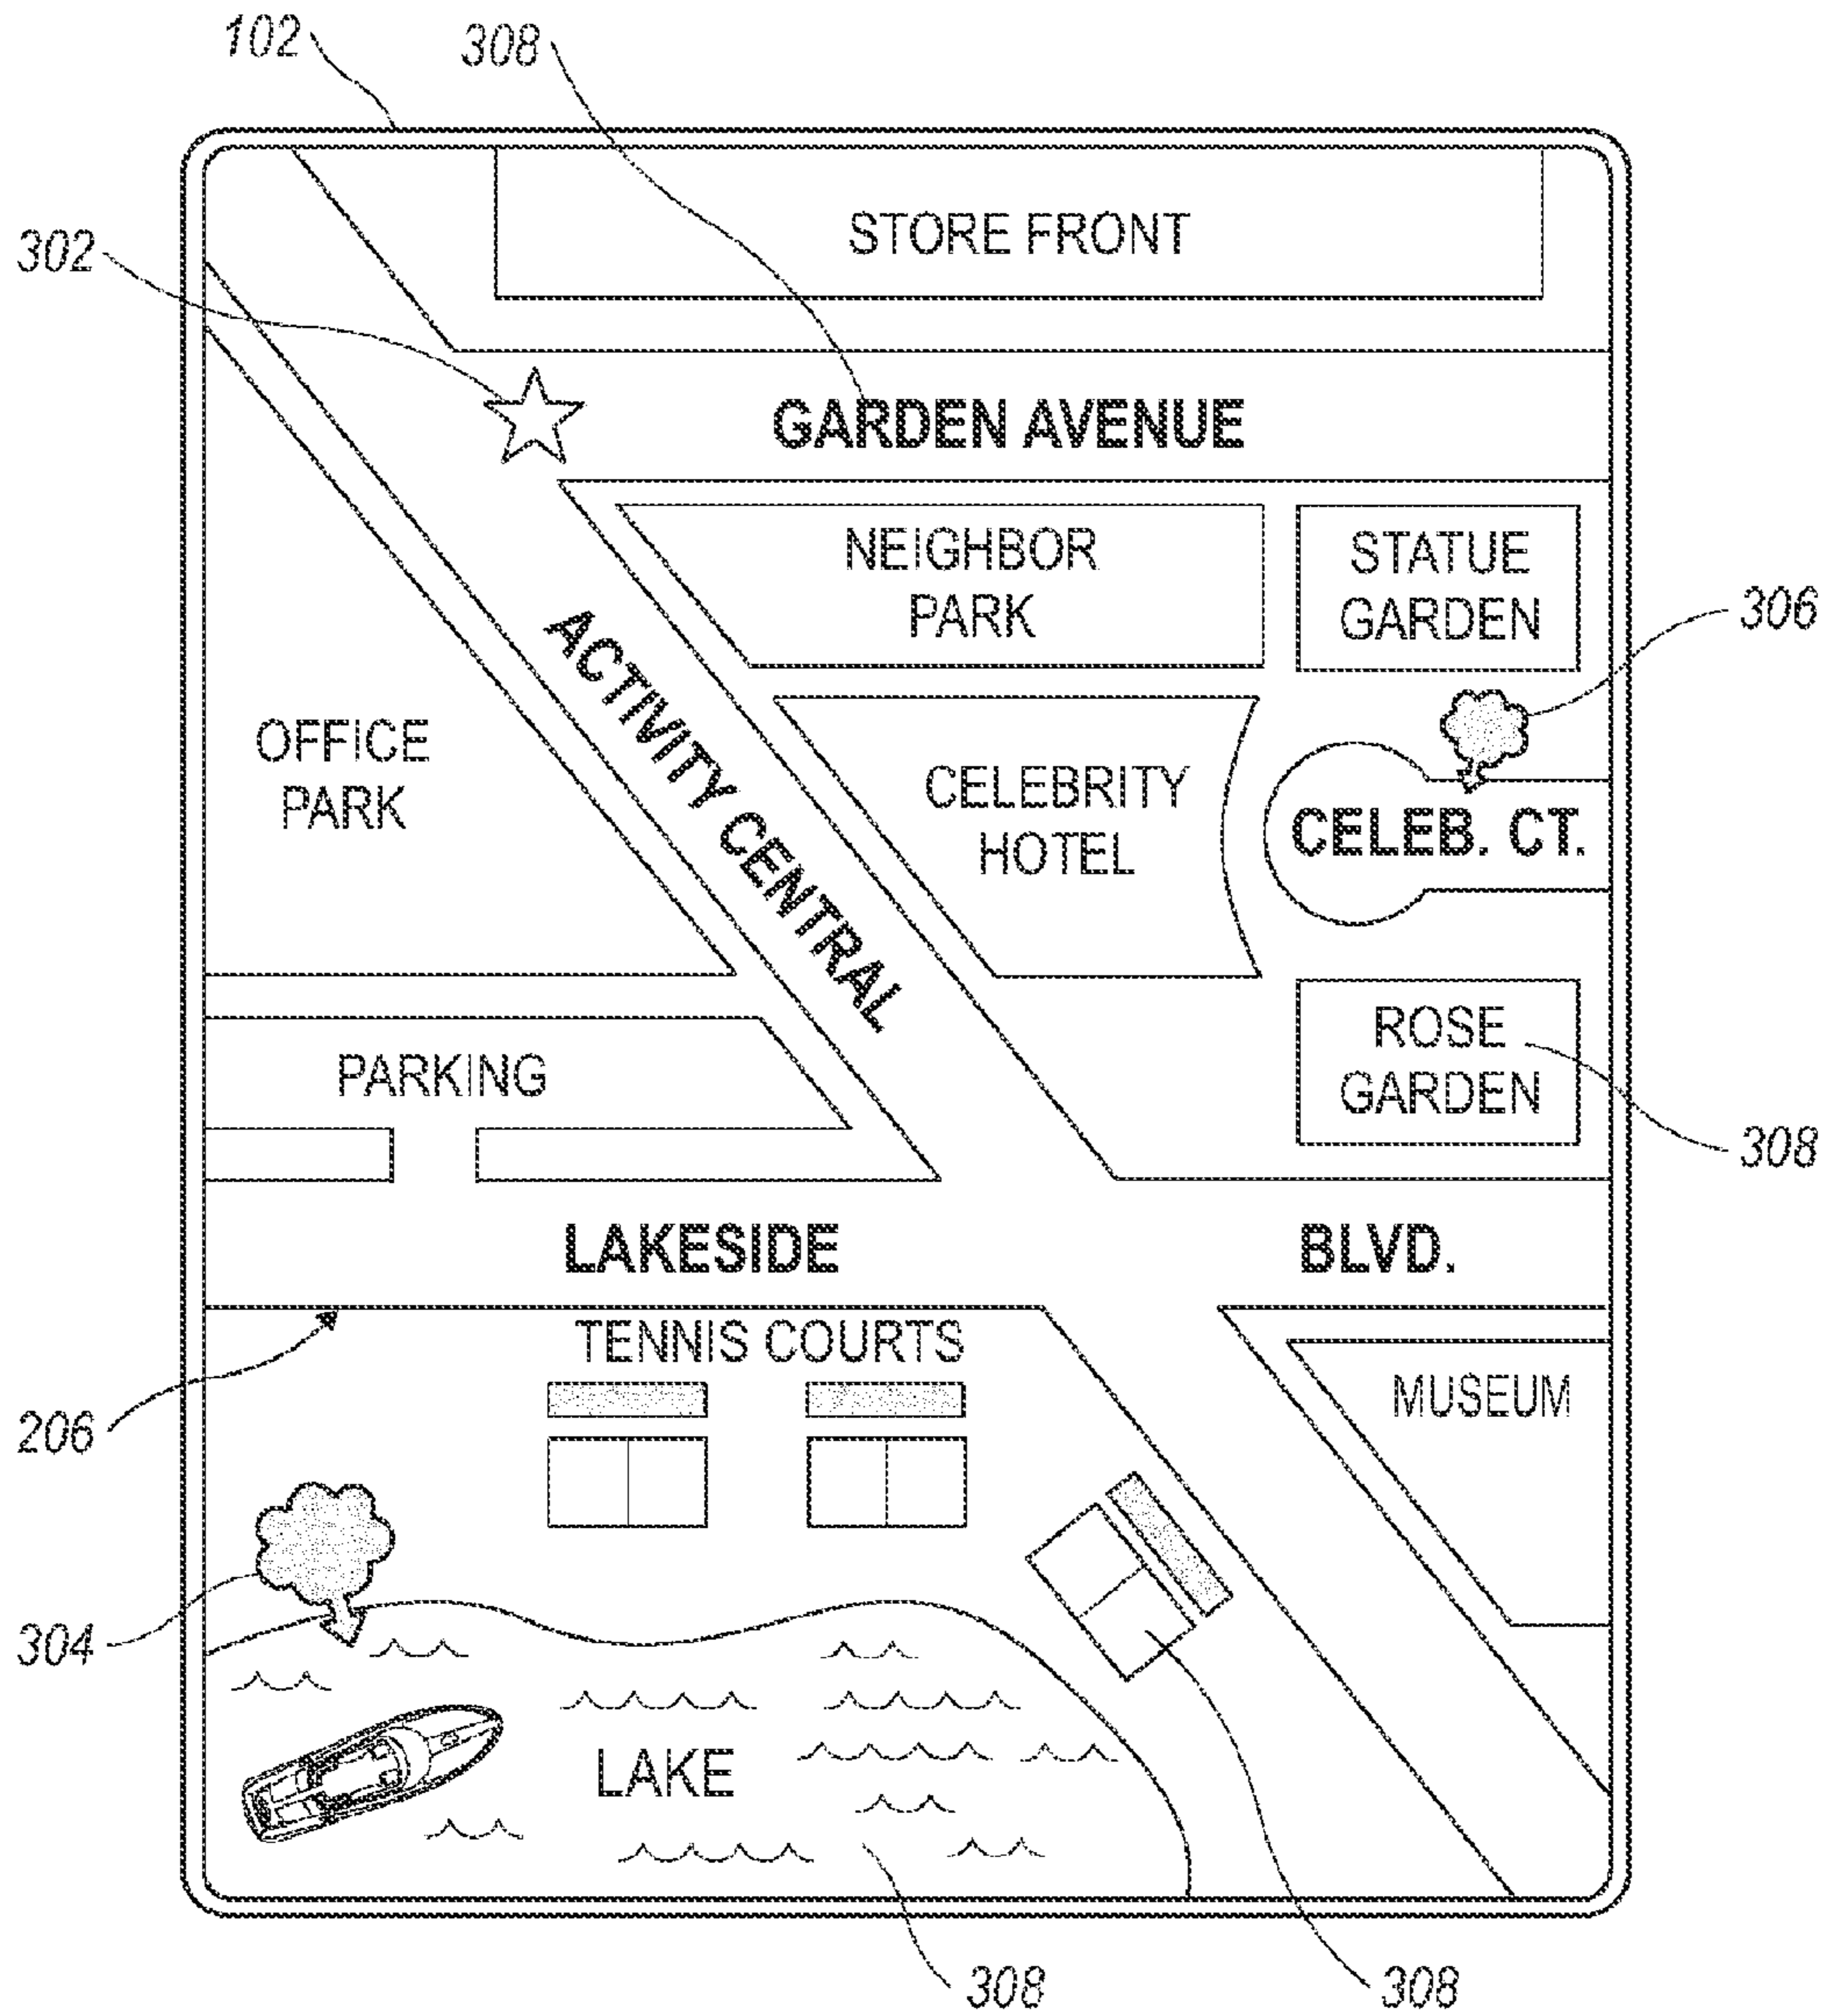 102
308
STORE FRONT
302
GARDEN AVENUE
NEIGHBOR
PARK
STATUE
GARDEN
306
ACTIVITY CENTRAL
OFFICE
PARK
CELEBRITY
HOTEL
CELEB. CT.
ROSE
GARDEN
PARKING
308
LAKESIDE BLVD.
TENNIS COURTS
MUSEUM
206
304
LAKE
308
308